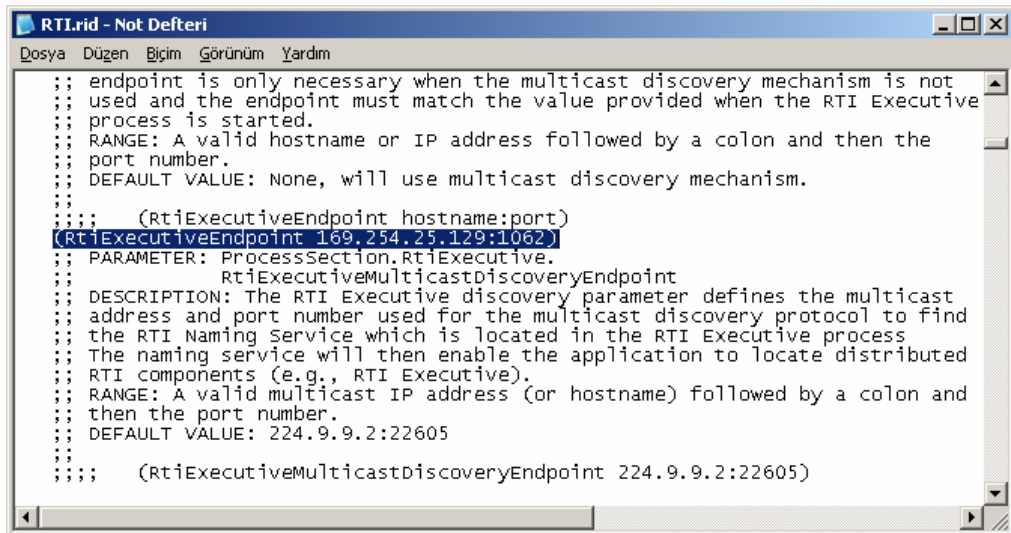 RTI.rid - Not Defteri
Dosya Düzen Biçim Görünüm Yardım
;; endpoint is only necessary when the multicast discovery mechanism is not
;; used and the endpoint must match the value provided when the RTI Executive
;; process is started.
;; RANGE: A valid hostname or IP address followed by a colon and then the
;; port number.
;; DEFAULT VALUE: None, will use multicast discovery mechanism.
;;
;;;; (RtiExecutiveEndpoint hostname:port)
(RtiExecutiveEndpoint 169.254.25.129:1062)
;; PARAMETER: ProcessSection.RtiExecutive.
;; RtiExecutiveMulticastDiscoveryEndpoint
;; DESCRIPTION: The RTI Executive discovery parameter defines the multicast
;; address and port number used for the multicast discovery protocol to find
;; the RTI Naming Service which is located in the RTI Executive process
;; The naming service will then enable the application to locate distributed
;; RTI components (e.g., RTI Executive).
;; RANGE: A valid multicast IP address (or hostname) followed by a colon and
;; then the port number.
;; DEFAULT VALUE: 224.9.9.2:22605
;;
;;;; (RtiExecutiveMulticastDiscoveryEndpoint 224.9.9.2:22605)